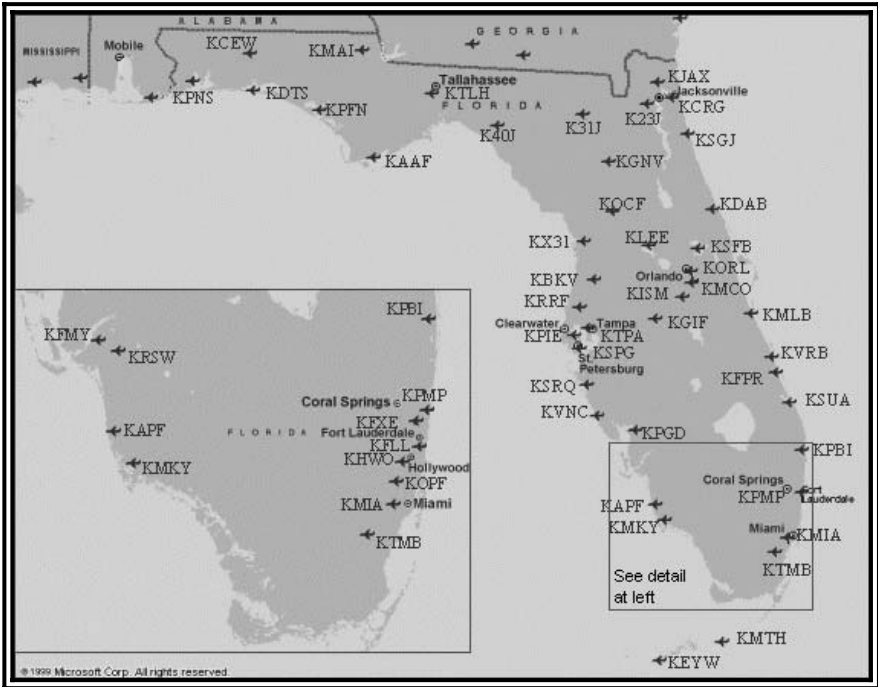 ALABAMA
GEORGIA
MISSISSIPPI
Mobile
KCEW
KMAI
KPNS
KDTS
KPFN
Tallahassee
KTLH
FLORIDA
KAAF
K40J
K31J
K23J
KJAX
Jacksonville
KCRG
KSGJ
KGNV
KOCF
KDAB
KX31
KLEE
KSFB
Orlando
KORL
KBKV
KISM
KMCO
KRRF
KGIF
KMLB
Clearwater
Tampa
KPIE
KTPA
KSPG
St.
Petersburg
KVRB
KFPR
KSRQ
KSUA
KVNC
KPGD
KPBI
Coral Springs
KPMP
Fort
Lauderdale
KAPF
KMKY
Miami
KMIA
KTMB
See detail
at left
KMTH
KEYW
KPBI
KFMY
KRSW
Coral Springs
KPMP
KFXE
KAPF
FLORIDA
Fort Lauderdale
KFLL
KHWO
Hollywood
KMKY
KOPF
KMIA
Miami
KTMB
©1999 Microsoft Corp. All rights reserved.